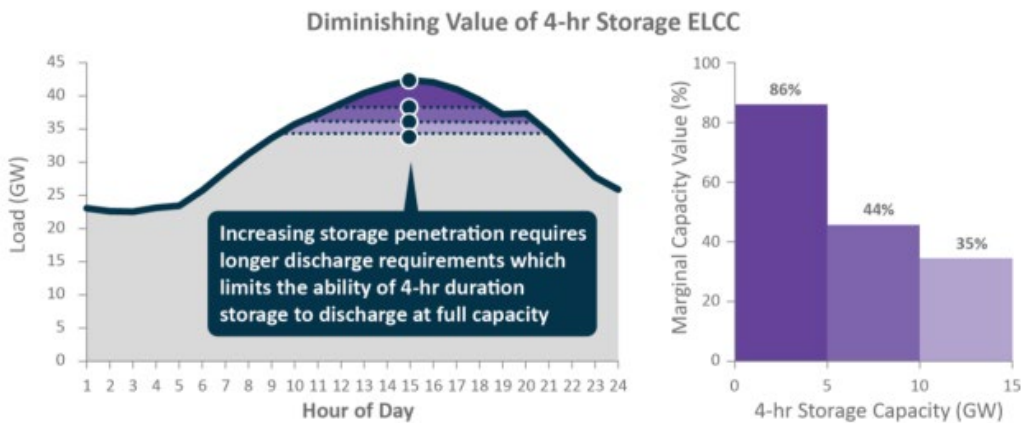 Diminishing Value of 4-hr Storage ELCC
Load (GW)
45
40
35
30
25
20
15
10
5
0
Increasing storage penetration requires
longer discharge requirements which
limits the ability of 4-hr duration
storage to discharge at full capacity
1 2 3 4 5 6 7 8 9 10 11 12 13 14 15 16 17 18 19 20 21 22 23 24
Hour of Day
Marginal Capacity Value (%)
100
80
60
40
20
0
86%
44%
35%
0 5 10 15
4-hr Storage Capacity (GW)